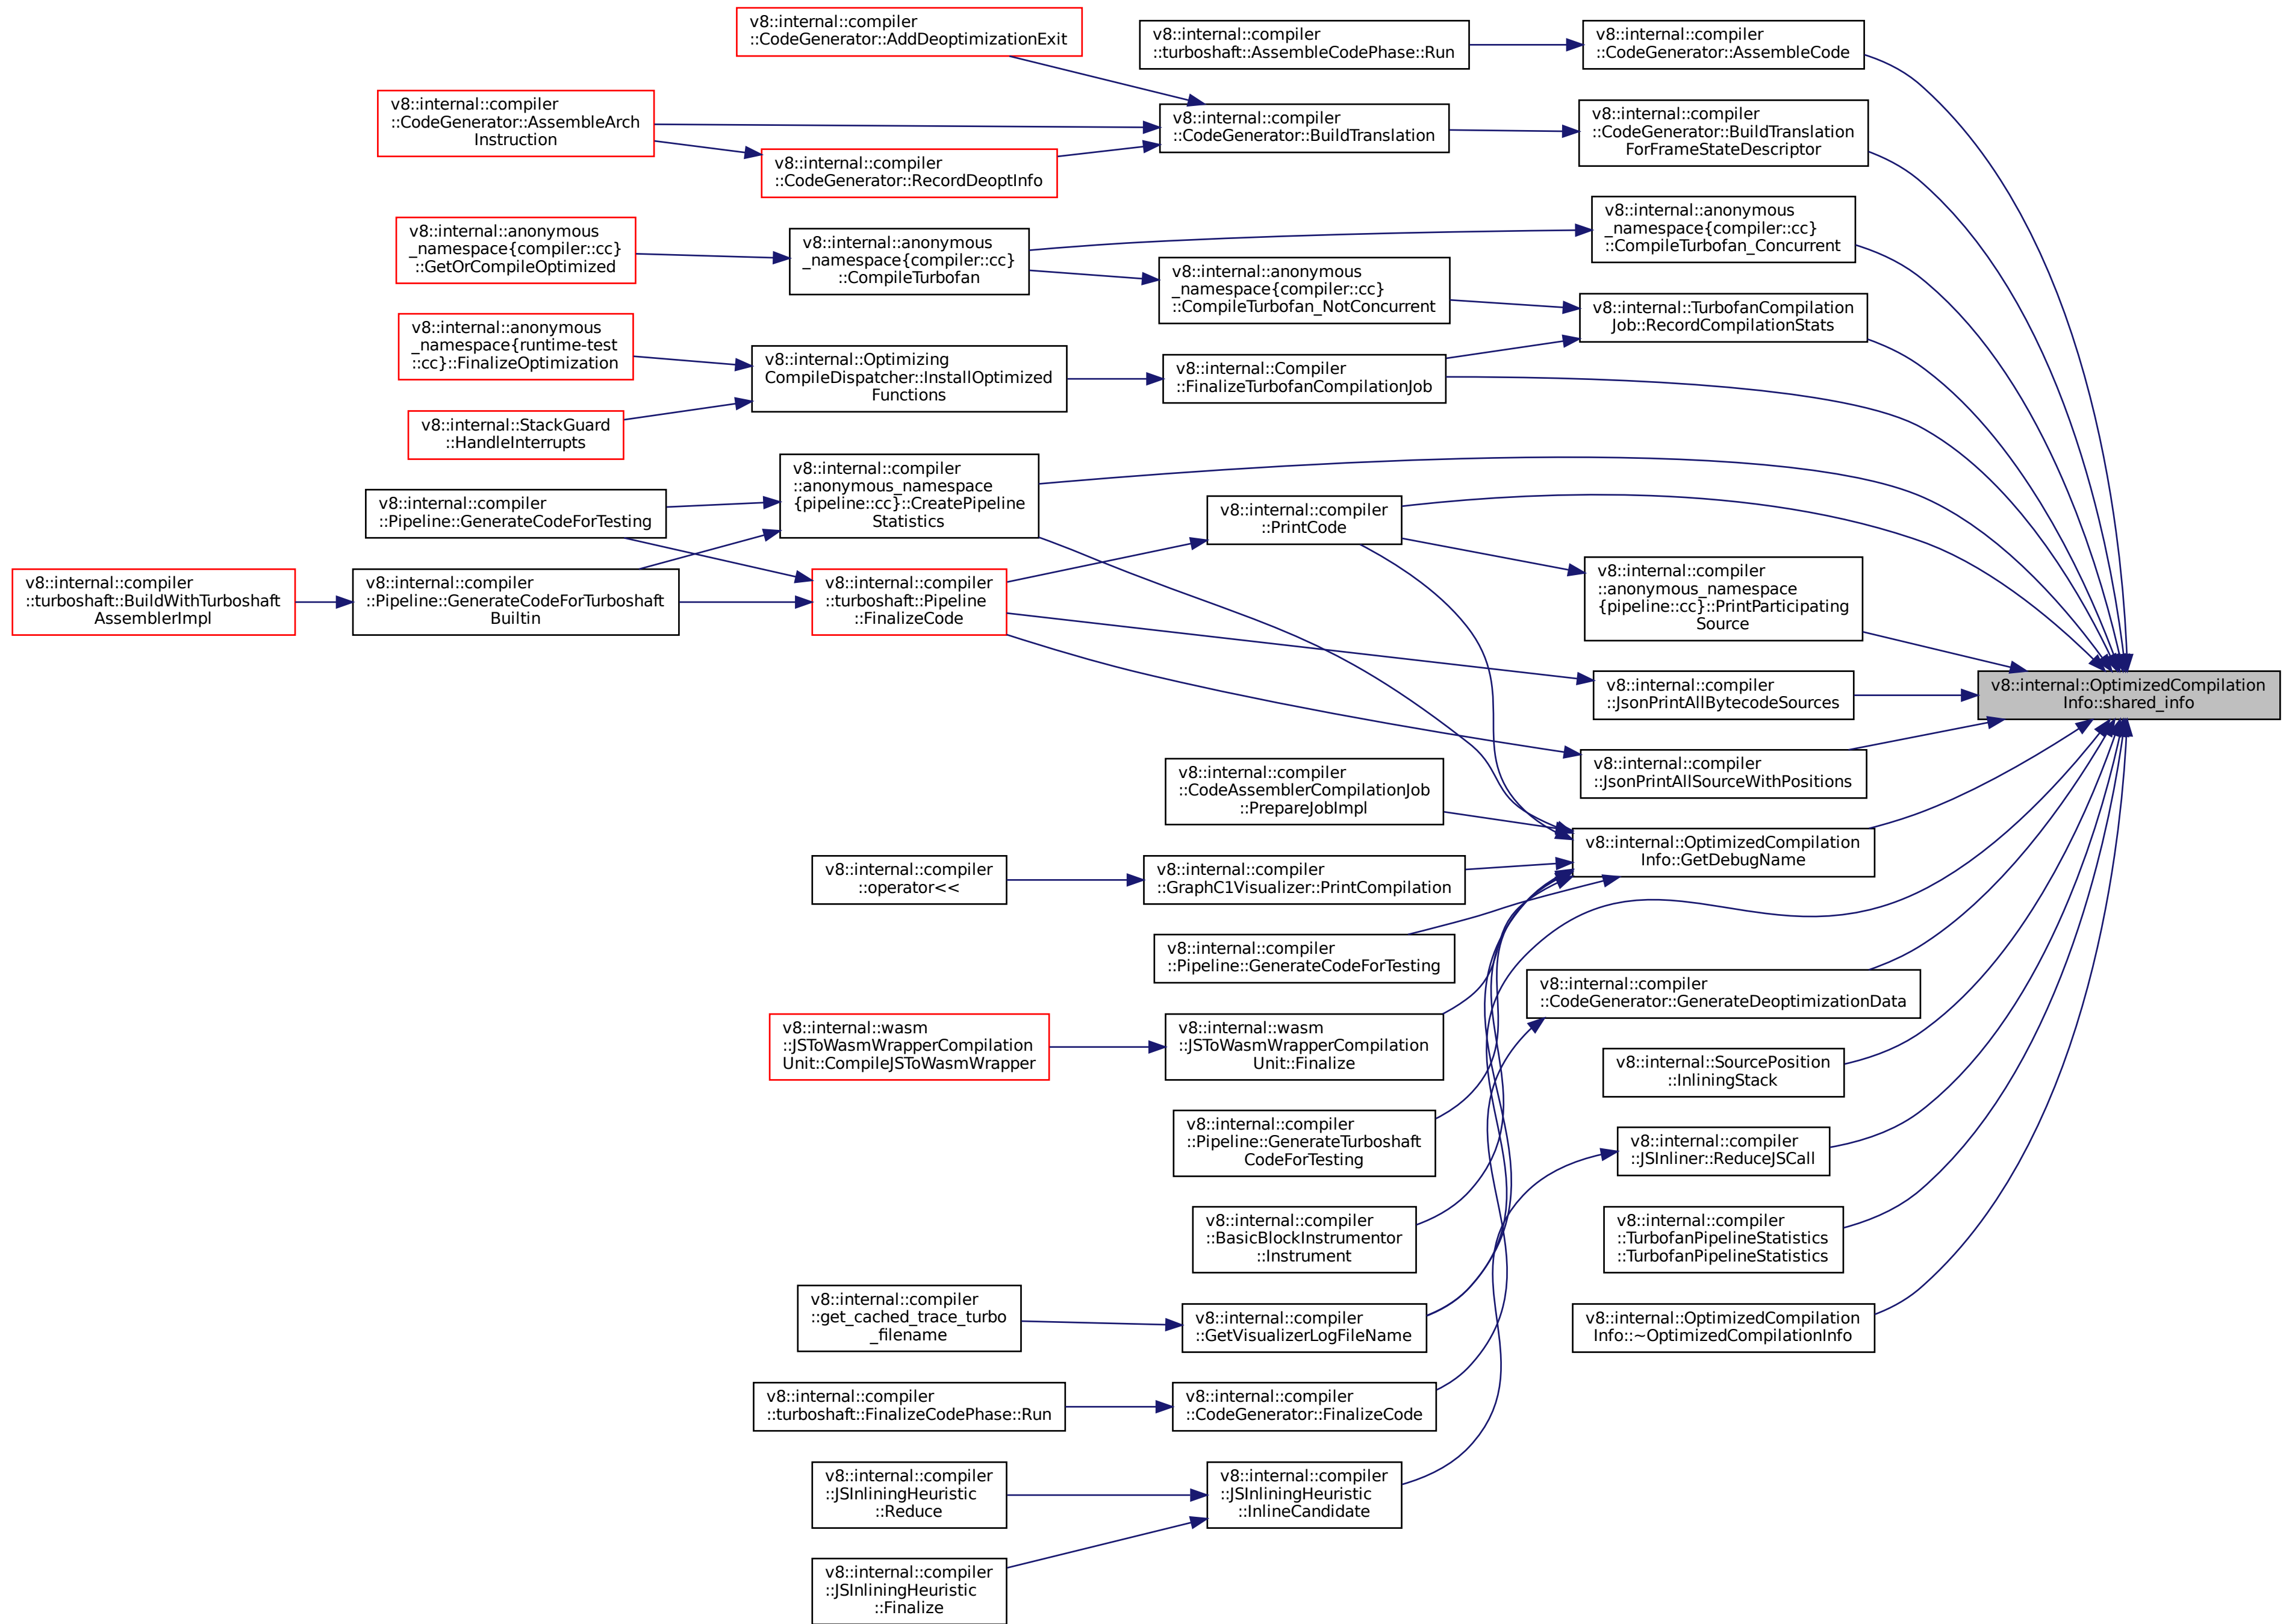 v8::internal::compiler
::CodeGenerator::AddDeoptimizationExit
v8::internal::compiler
::turboshaft::AssembleCodePhase::Run
v8::internal::compiler
::CodeGenerator::AssembleCode
v8::internal::compiler
::CodeGenerator::AssembleArch
Instruction
v8::internal::compiler
::CodeGenerator::BuildTranslation
v8::internal::compiler
::CodeGenerator::BuildTranslation
ForFrameStateDescriptor
v8::internal::compiler
::CodeGenerator::RecordDeoptInfo
v8::internal::anonymous
_namespace{compiler::cc}
::GetOrCompileOptimized
v8::internal::anonymous
_namespace{compiler::cc}
::CompileTurbofan
v8::internal::anonymous
_namespace{compiler::cc}
::CompileTurbofan_Concurrent
v8::internal::anonymous
_namespace{compiler::cc}
::CompileTurbofan_NotConcurrent
v8::internal::TurbofanCompilation
Job::RecordCompilationStats
v8::internal::anonymous
_namespace{runtime-test
::cc}::FinalizeOptimization
v8::internal::Optimizing
CompileDispatcher::InstallOptimized
Functions
v8::internal::Compiler
::FinalizeTurbofanCompilationJob
v8::internal::StackGuard
::HandleInterrupts
v8::internal::compiler
::anonymous_namespace
{pipeline::cc}::CreatePipeline
Statistics
v8::internal::compiler
::Pipeline::GenerateCodeForTesting
v8::internal::compiler
::PrintCode
v8::internal::compiler
::anonymous_namespace
{pipeline::cc}::PrintParticipating
Source
v8::internal::compiler
::turboshaft::BuildWithTurboshaft
AssemblerImpl
v8::internal::compiler
::Pipeline::GenerateCodeForTurboshaft
Builtin
v8::internal::compiler
::turboshaft::Pipeline
::FinalizeCode
v8::internal::compiler
::JsonPrintAllBytecodeSources
v8::internal::OptimizedCompilation
Info::shared_info
v8::internal::compiler
::JsonPrintAllSourceWithPositions
v8::internal::compiler
::CodeAssemblerCompilationJob
::PrepareJobImpl
v8::internal::OptimizedCompilation
Info::GetDebugName
v8::internal::compiler
::operator<<
v8::internal::compiler
::GraphC1Visualizer::PrintCompilation
v8::internal::compiler
::Pipeline::GenerateCodeForTesting
v8::internal::compiler
::CodeGenerator::GenerateDeoptimizationData
v8::internal::wasm
::JSToWasmWrapperCompilation
Unit::CompileJSToWasmWrapper
v8::internal::wasm
::JSToWasmWrapperCompilation
Unit::Finalize
v8::internal::SourcePosition
::InliningStack
v8::internal::compiler
::Pipeline::GenerateTurboshaft
CodeForTesting
v8::internal::compiler
::JSInliner::ReduceJSCall
v8::internal::compiler
::BasicBlockInstrumentor
::Instrument
v8::internal::compiler
::TurbofanPipelineStatistics
::TurbofanPipelineStatistics
v8::internal::compiler
::get_cached_trace_turbo
_filename
v8::internal::compiler
::GetVisualizerLogFileName
v8::internal::OptimizedCompilation
Info::~OptimizedCompilationInfo
v8::internal::compiler
::turboshaft::FinalizeCodePhase::Run
v8::internal::compiler
::CodeGenerator::FinalizeCode
v8::internal::compiler
::JSInliningHeuristic
::Reduce
v8::internal::compiler
::JSInliningHeuristic
::InlineCandidate
v8::internal::compiler
::JSInliningHeuristic
::Finalize